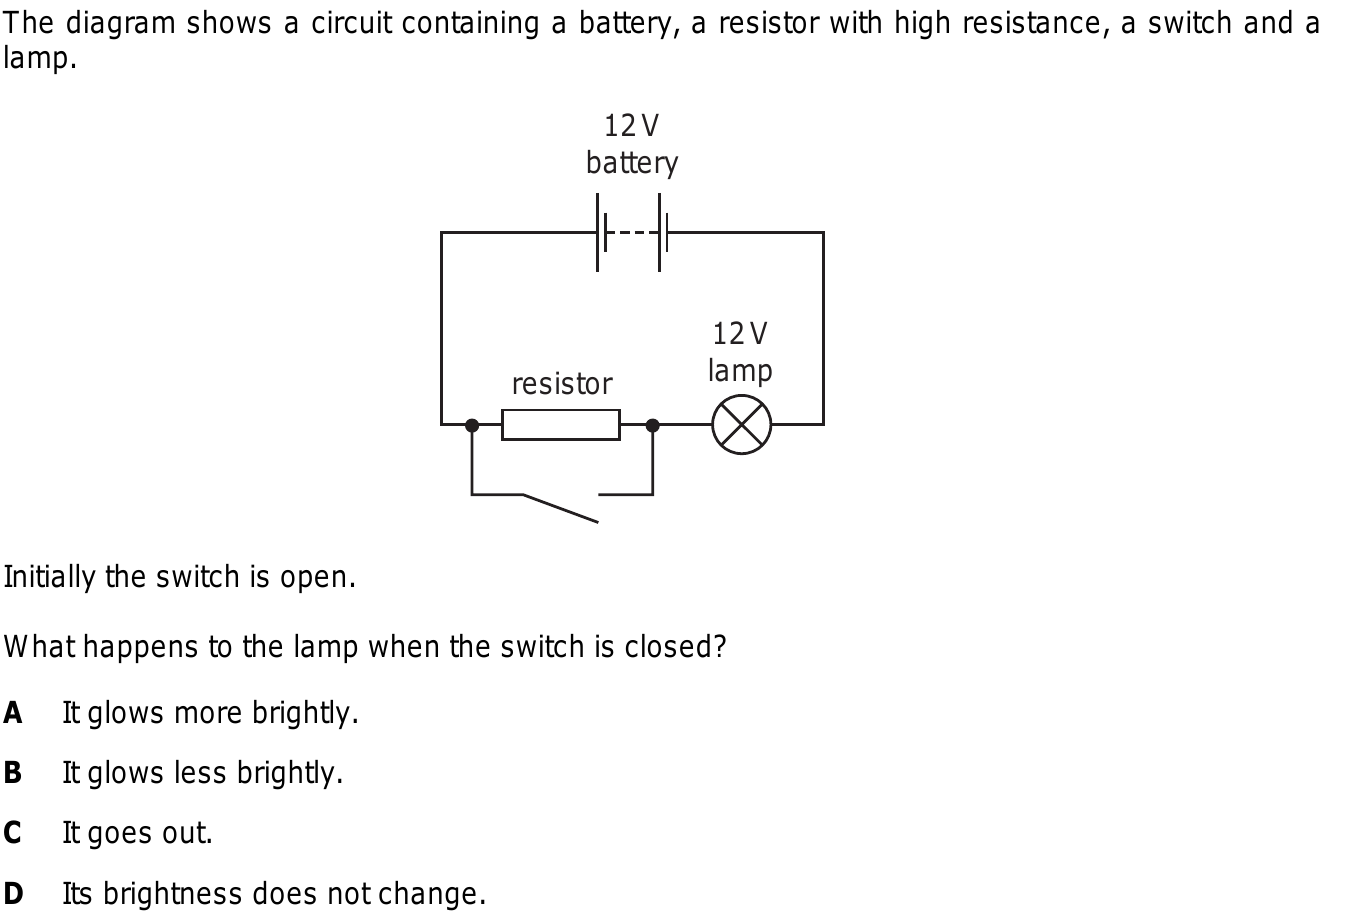 The diagram shows a circuit containing a battery, a resistor with high resistance, a switch and a
lamp.
12 V
battery
12 V
lamp
resistor
Initially the switch is open.
What happens to the lamp when the switch is closed?
A It glows more brightly.
B It glows less brightly.
C It goes out.
D Its brightness does not change.